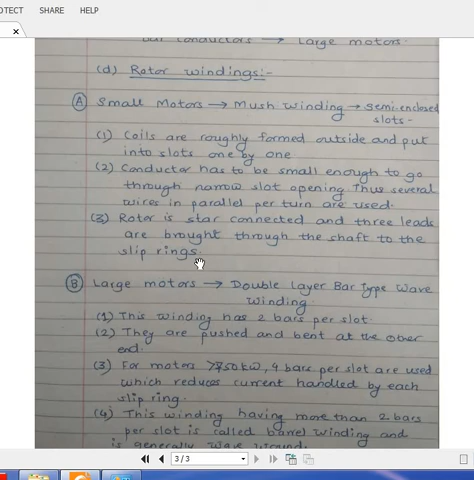 OTECT SHARE HELP
×
Bar Conductors → Large motors.
(d) Rotor windings:-
(A) Small Motors → Mush winding → Semi-enclosed
slots-
(1) Coils are roughly formed outside and put
into slots one by one.
(2) Conductor has to be small enough to go
through narrow slot opening. Thus several
wires in parallel per turn are used.
(3) Rotor is star connected and three leads
are brought through the shaft to the
slip rings.
(B) Large motors → Double Layer Bar Type Wave
winding.
(1) This winding has 2 bars per slot.
(2) They are pushed and bent at the other
end.
(3) For motors >750kW, 4 bars per slot are used
which reduces current handled by each
slip ring.
(4) This winding having more than 2 bars
per slot is called barrel winding and
is generally wave wound.
3/3